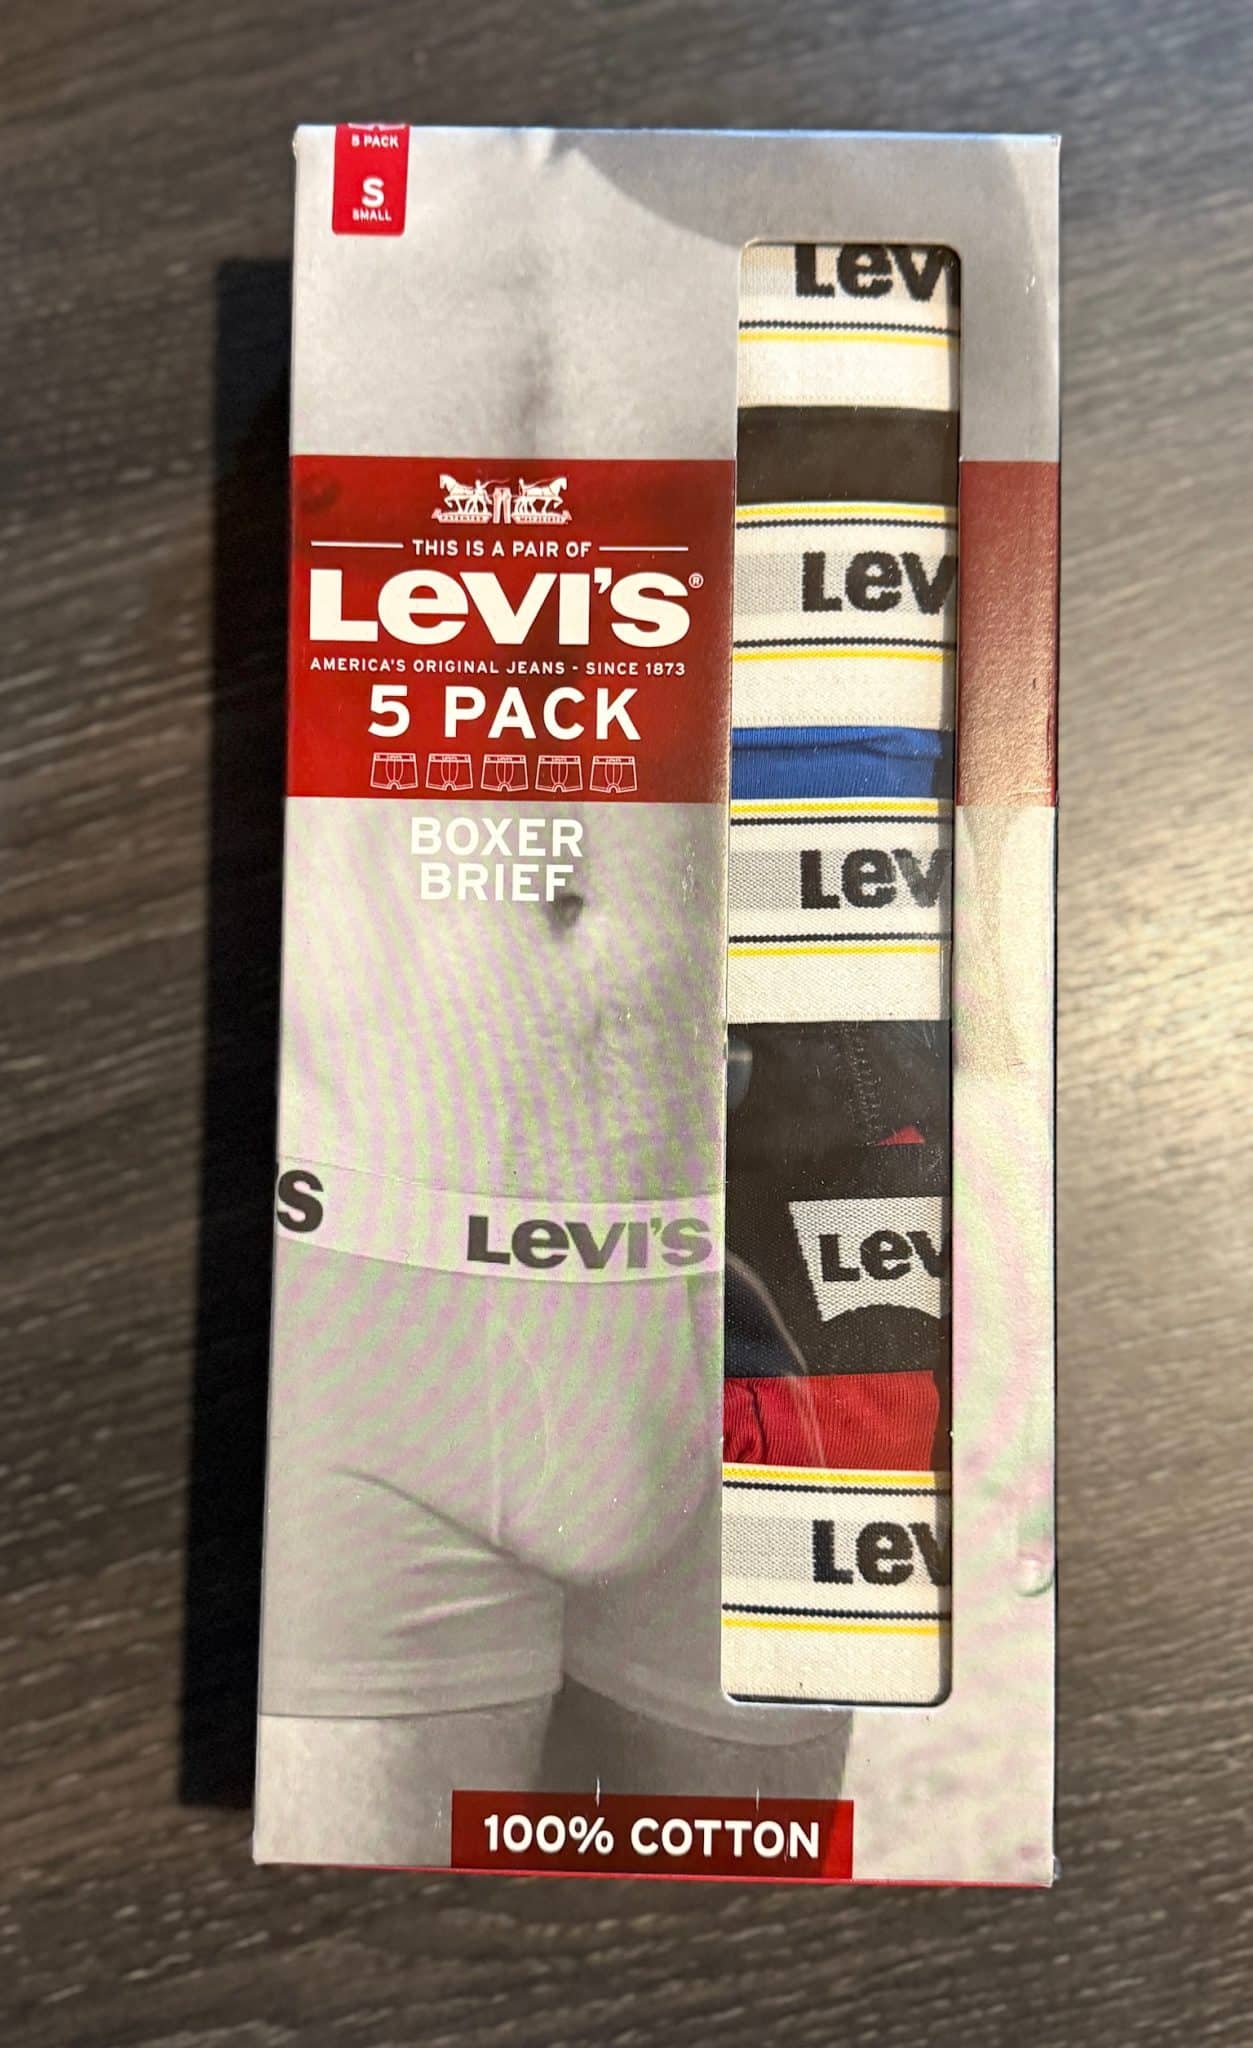 5 PACK
S
SMALL
THIS IS A PAIR OF
LEVI'S®
AMERICA'S ORIGINAL JEANS - SINCE 1873
5 PACK
BOXER
BRIEF
S
LEVI'S
Lev
Lev
Lev
Lev
Lev
100% COTTON